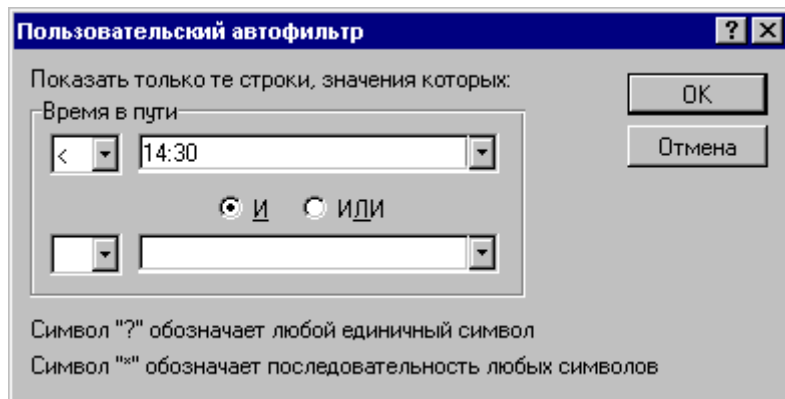 Пользовательский автофильтр
Показать только те строки, значения которых:
OK
Время в пути
< 14:30
Отмена
И ИЛИ
Символ "?" обозначает любой единичный символ
Символ "*" обозначает последовательность любых символов